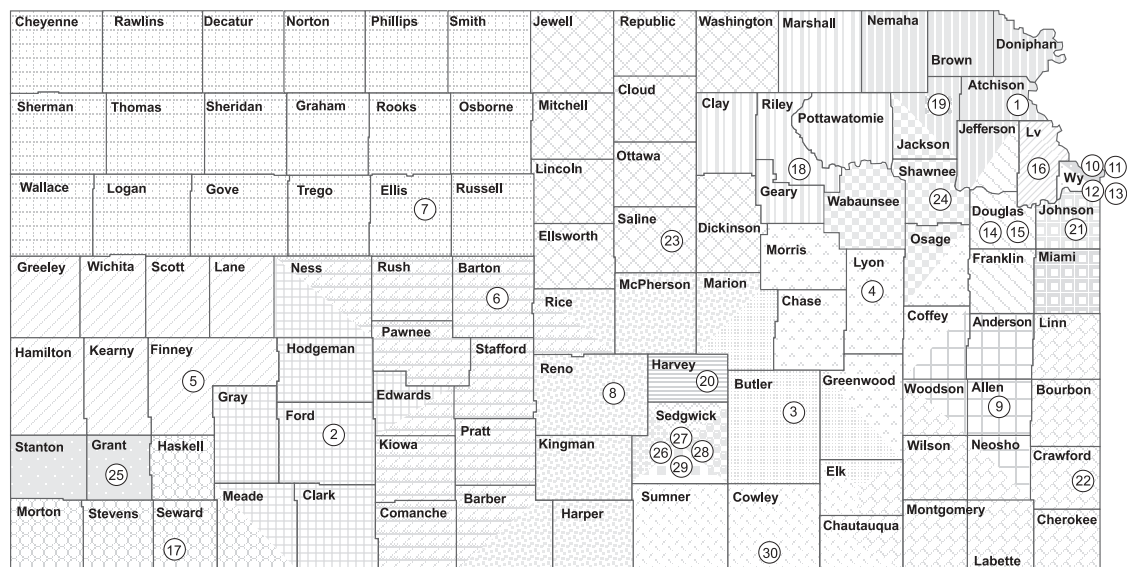 Cheyenne Rawlins Decatur Norton Phillips Smith Jewell Republic Washington Marshall Nemaha
Brown Doniphan
Atchison
1
Sherman Thomas Sheridan Graham Rooks Osborne Mitchell Cloud Clay Riley Pottawatomie 19 Jackson Jefferson Lv
16
Wallace Logan Gove Trego Ellis Russell Lincoln Ottawa 18 Geary Wabaunsee Shawnee 24 Wy 10 11
12 13
7
Ellsworth Saline 23 Dickinson Morris Osage Douglas Johnson
14 15 21
Greeley Wichita Scott Lane Ness Rush Barton Rice McPherson Marion Chase Lyon Franklin Miami
6 4
Hamilton Kearny Finney Hodgeman Pawnee Stafford Coffey Anderson Linn
5
Gray Edwards Reno Harvey Butler Greenwood Woodson Allen Bourbon
8 20 3 9
Ford
2
Stanton Grant Haskell Kiowa Pratt Kingman Sedgwick Elk Wilson Neosho Crawford
25 27
26 28
29 22
Morton Stevens Seward Meade Clark Comanche Barber Harper Sumner Cowley Chautauqua Montgomery Labette Cherokee
17 30